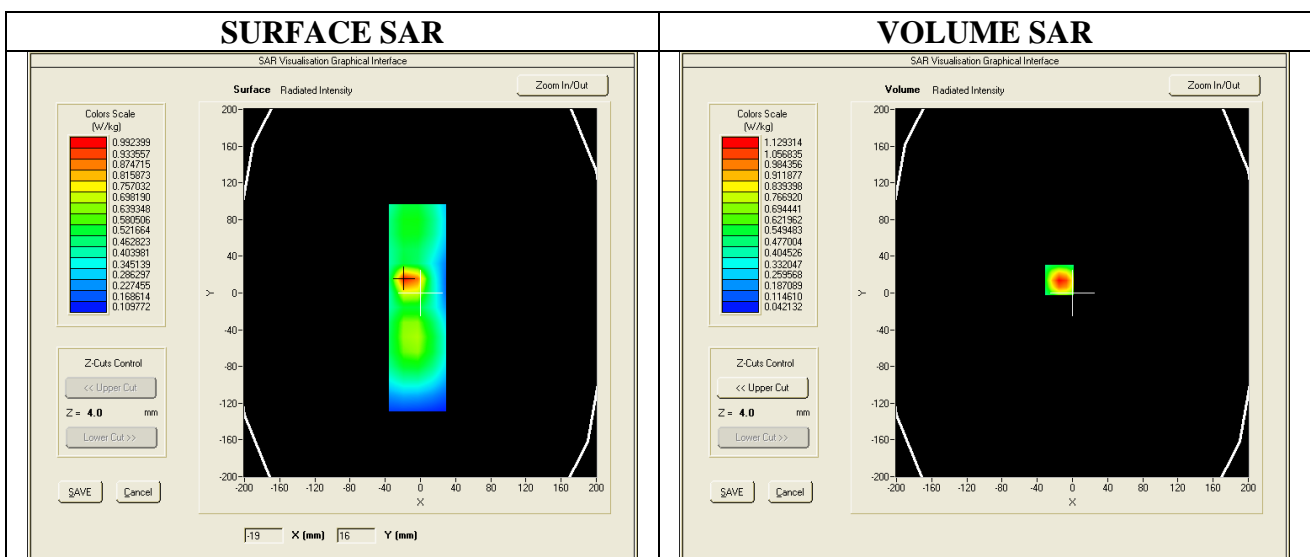 SURFACE SAR
SAR Visualisation Graphical Interface
Surface Radiated Intensity
Zoom In/Out
Colors Scale
(W/kg)
0.992399
0.933557
0.874715
0.815873
0.757032
0.698190
0.639348
0.580506
0.521664
0.462823
0.403981
0.345139
0.286297
0.227455
0.168614
0.109772
Z-Cuts Control
<< Upper Cut
Z = 4.0 mm
Lower Cut >>
SAVE Cancel
200
160
120
80
40
0
-40
-80
-120
-160
-200
Y
-200 -160 -120 -80 -40 0 40 80 120 160 200
X
-19 X (mm) 16 Y (mm)
VOLUME SAR
SAR Visualisation Graphical Interface
Volume Radiated Intensity
Zoom In/Out
Colors Scale
(W/kg)
1.129314
1.056835
0.984356
0.911877
0.839398
0.766920
0.694441
0.621962
0.549483
0.477004
0.404526
0.332047
0.259568
0.187089
0.114610
0.042132
Z-Cuts Control
<< Upper Cut
Z = 4.0 mm
Lower Cut >>
SAVE Cancel
200
160
120
80
40
0
-40
-80
-120
-160
-200
Y
-200 -160 -120 -80 -40 0 40 80 120 160 200
X